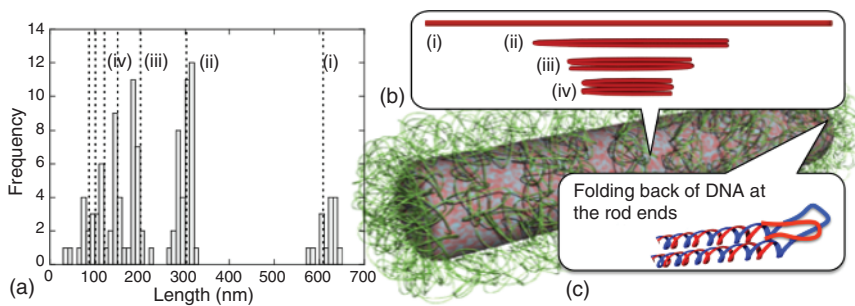 14
12
10
8
6
4
2
0
Frequency
(iv)
(iii)
(ii)
(i)
0
100
200
300
400
500
600
700
Length (nm)
(a)
(i)
(ii)
(iii)
(iv)
(b)
Folding back of DNA at
the rod ends
(c)